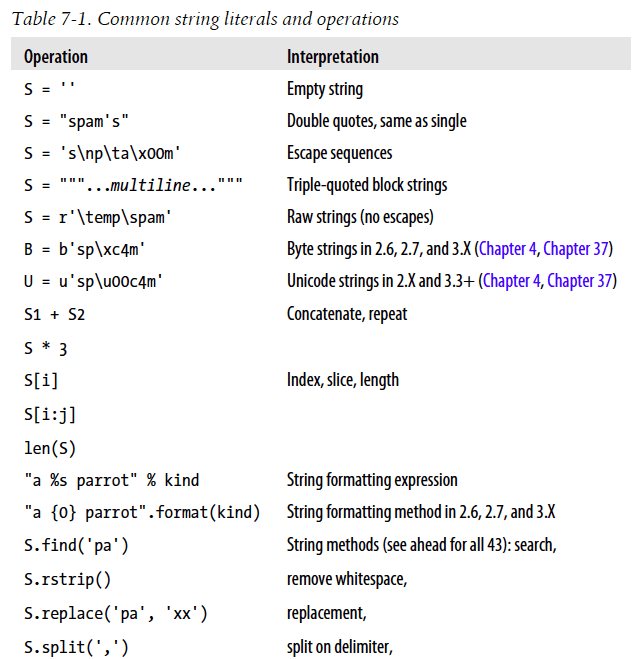 Table 7-1. Common string literals and operations
Operation Interpretation
S = '' Empty string
S = "spam's" Double quotes, same as single
S = 's\np\ta\x00m' Escape sequences
S = """...multiline...""" Triple-quoted block strings
S = r'\temp\spam' Raw strings (no escapes)
B = b'sp\xc4m' Byte strings in 2.6, 2.7, and 3.X (Chapter 4, Chapter 37)
U = u'sp\u00c4m' Unicode strings in 2.X and 3.3+ (Chapter 4, Chapter 37)
S1 + S2 Concatenate, repeat
S * 3
S[i] Index, slice, length
S[i:j]
len(S)
"a %s parrot" % kind String formatting expression
"a {0} parrot".format(kind) String formatting method in 2.6, 2.7, and 3.X
S.find('pa') String methods (see ahead for all 43): search,
S.rstrip() remove whitespace,
S.replace('pa', 'xx') replacement,
S.split(',') split on delimiter,